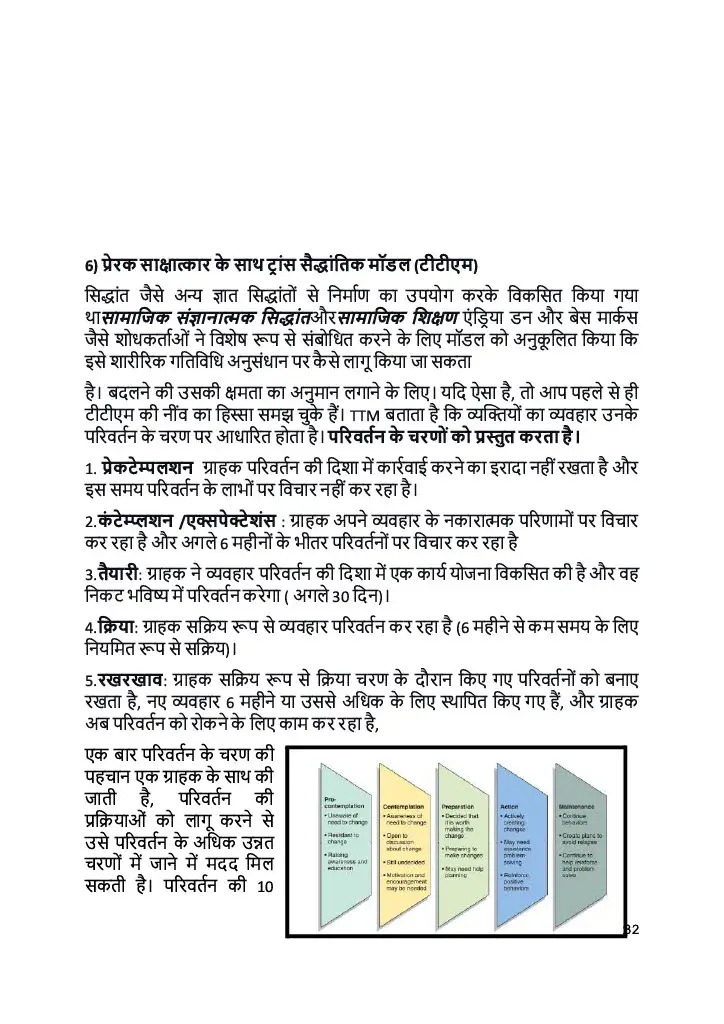 6) प्रेरक साक्षात्कार के साथ ट्रांस सैद्धांतिक मॉडल (टीटीएम)
सिद्धांत जैसे अन्य ज्ञात सिद्धांतों से निर्माण का उपयोग करके विकसित किया गया
थासामाजिक संज्ञानात्मक सिद्धांतऔरसामाजिक शिक्षण एंड्रिया डन और बेस मार्कस
जैसे शोधकर्ताओं ने विशेष रूप से संबोधित करने के लिए मॉडल को अनुकूलित किया कि
इसे शारीरिक गतिविधि अनुसंधान पर कैसे लागू किया जा सकता
है। बदलने की उसकी क्षमता का अनुमान लगाने के लिए। यदि ऐसा है, तो आप पहले से ही
टीटीएम की नींव का हिस्सा समझ चुके हैं। TTM बताता है कि व्यक्तियों का व्यवहार उनके
परिवर्तन के चरण पर आधारित होता है। परिवर्तन के चरणों को प्रस्तुत करता है।
1. प्रेकटेम्पलशन ग्राहक परिवर्तन की दिशा में कार्रवाई करने का इरादा नहीं रखता है और
इस समय परिवर्तन के लाभों पर विचार नहीं कर रहा है।
2.कंटेम्प्लशन /एक्सपेक्टेशंस : ग्राहक अपने व्यवहार के नकारात्मक परिणामों पर विचार
कर रहा है और अगले 6 महीनों के भीतर परिवर्तनों पर विचार कर रहा है
3.तैयारी: ग्राहक ने व्यवहार परिवर्तन की दिशा में एक कार्य योजना विकसित की है और वह
निकट भविष्य में परिवर्तन करेगा ( अगले 30 दिन)।
4.क्रिया: ग्राहक सक्रिय रूप से व्यवहार परिवर्तन कर रहा है (6 महीने से कम समय के लिए
नियमित रूप से सक्रिय)।
5.रखरखाव: ग्राहक सक्रिय रूप से क्रिया चरण के दौरान किए गए परिवर्तनों को बनाए
रखता है, नए व्यवहार 6 महीने या उससे अधिक के लिए स्थापित किए गए हैं, और ग्राहक
अब परिवर्तन को रोकने के लिए काम कर रहा है,
एक बार परिवर्तन के चरण की
पहचान एक ग्राहक के साथ की
जाती है, परिवर्तन की
प्रक्रियाओं को लागू करने से
उसे परिवर्तन के अधिक उन्नत
चरणों में जाने में मदद मिल
सकती है। परिवर्तन की 10
Pre-
contemplation
• Unaware of
need to change
• Resistant to
change
• Raising
awareness and
education
Contemplation
• Awareness of
need to change
• Open to
discussion
about change
• Still undecided
• Motivation and
encouragement
may be needed
Preparation
• Decided that
it is worth
making the
change
• Preparing to
make changes
• May need help
planning
Action
• Actively
creating
changes
• May need
assistance
problem-
solving
• Reinforce
positive
behaviors
Maintenance
• Continue
behaviors
• Create plans to
avoid relapse
• Continue to
help reinforce
and problem-
solve
32